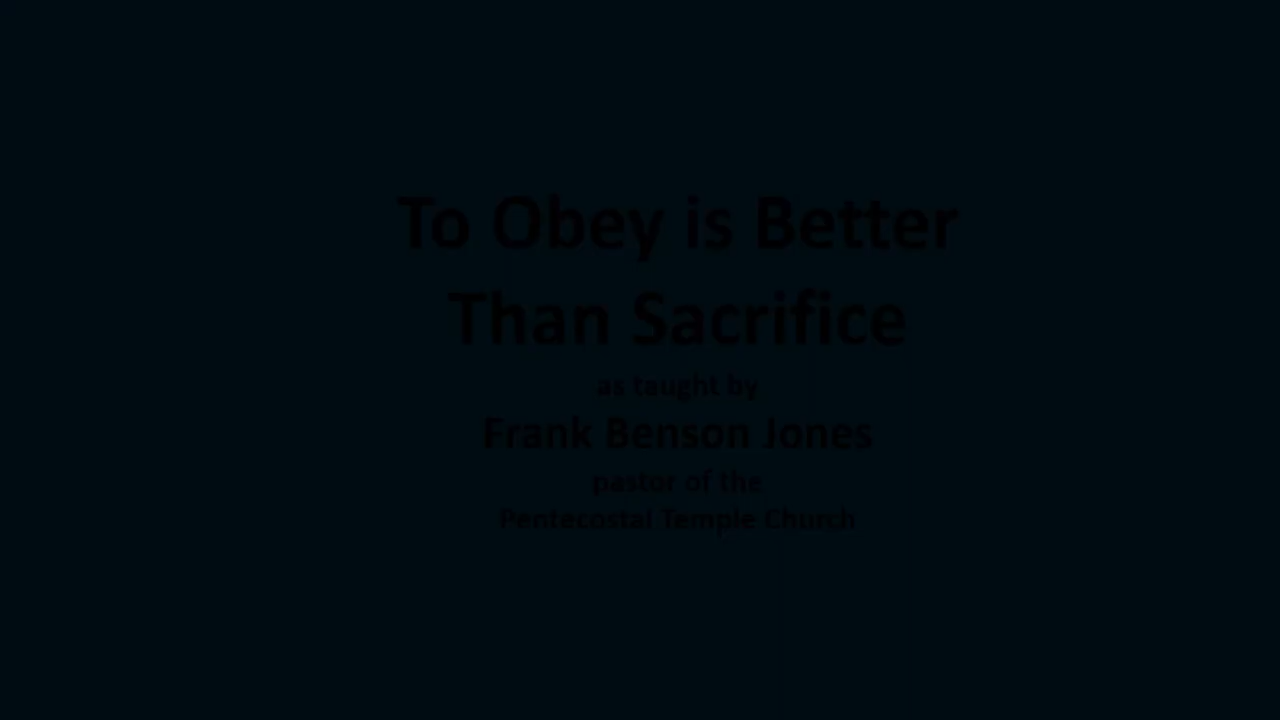 To Obey is Better
Than Sacrifice
as taught by
Frank Benson Jones
pastor of the
Pentecostal Temple Church